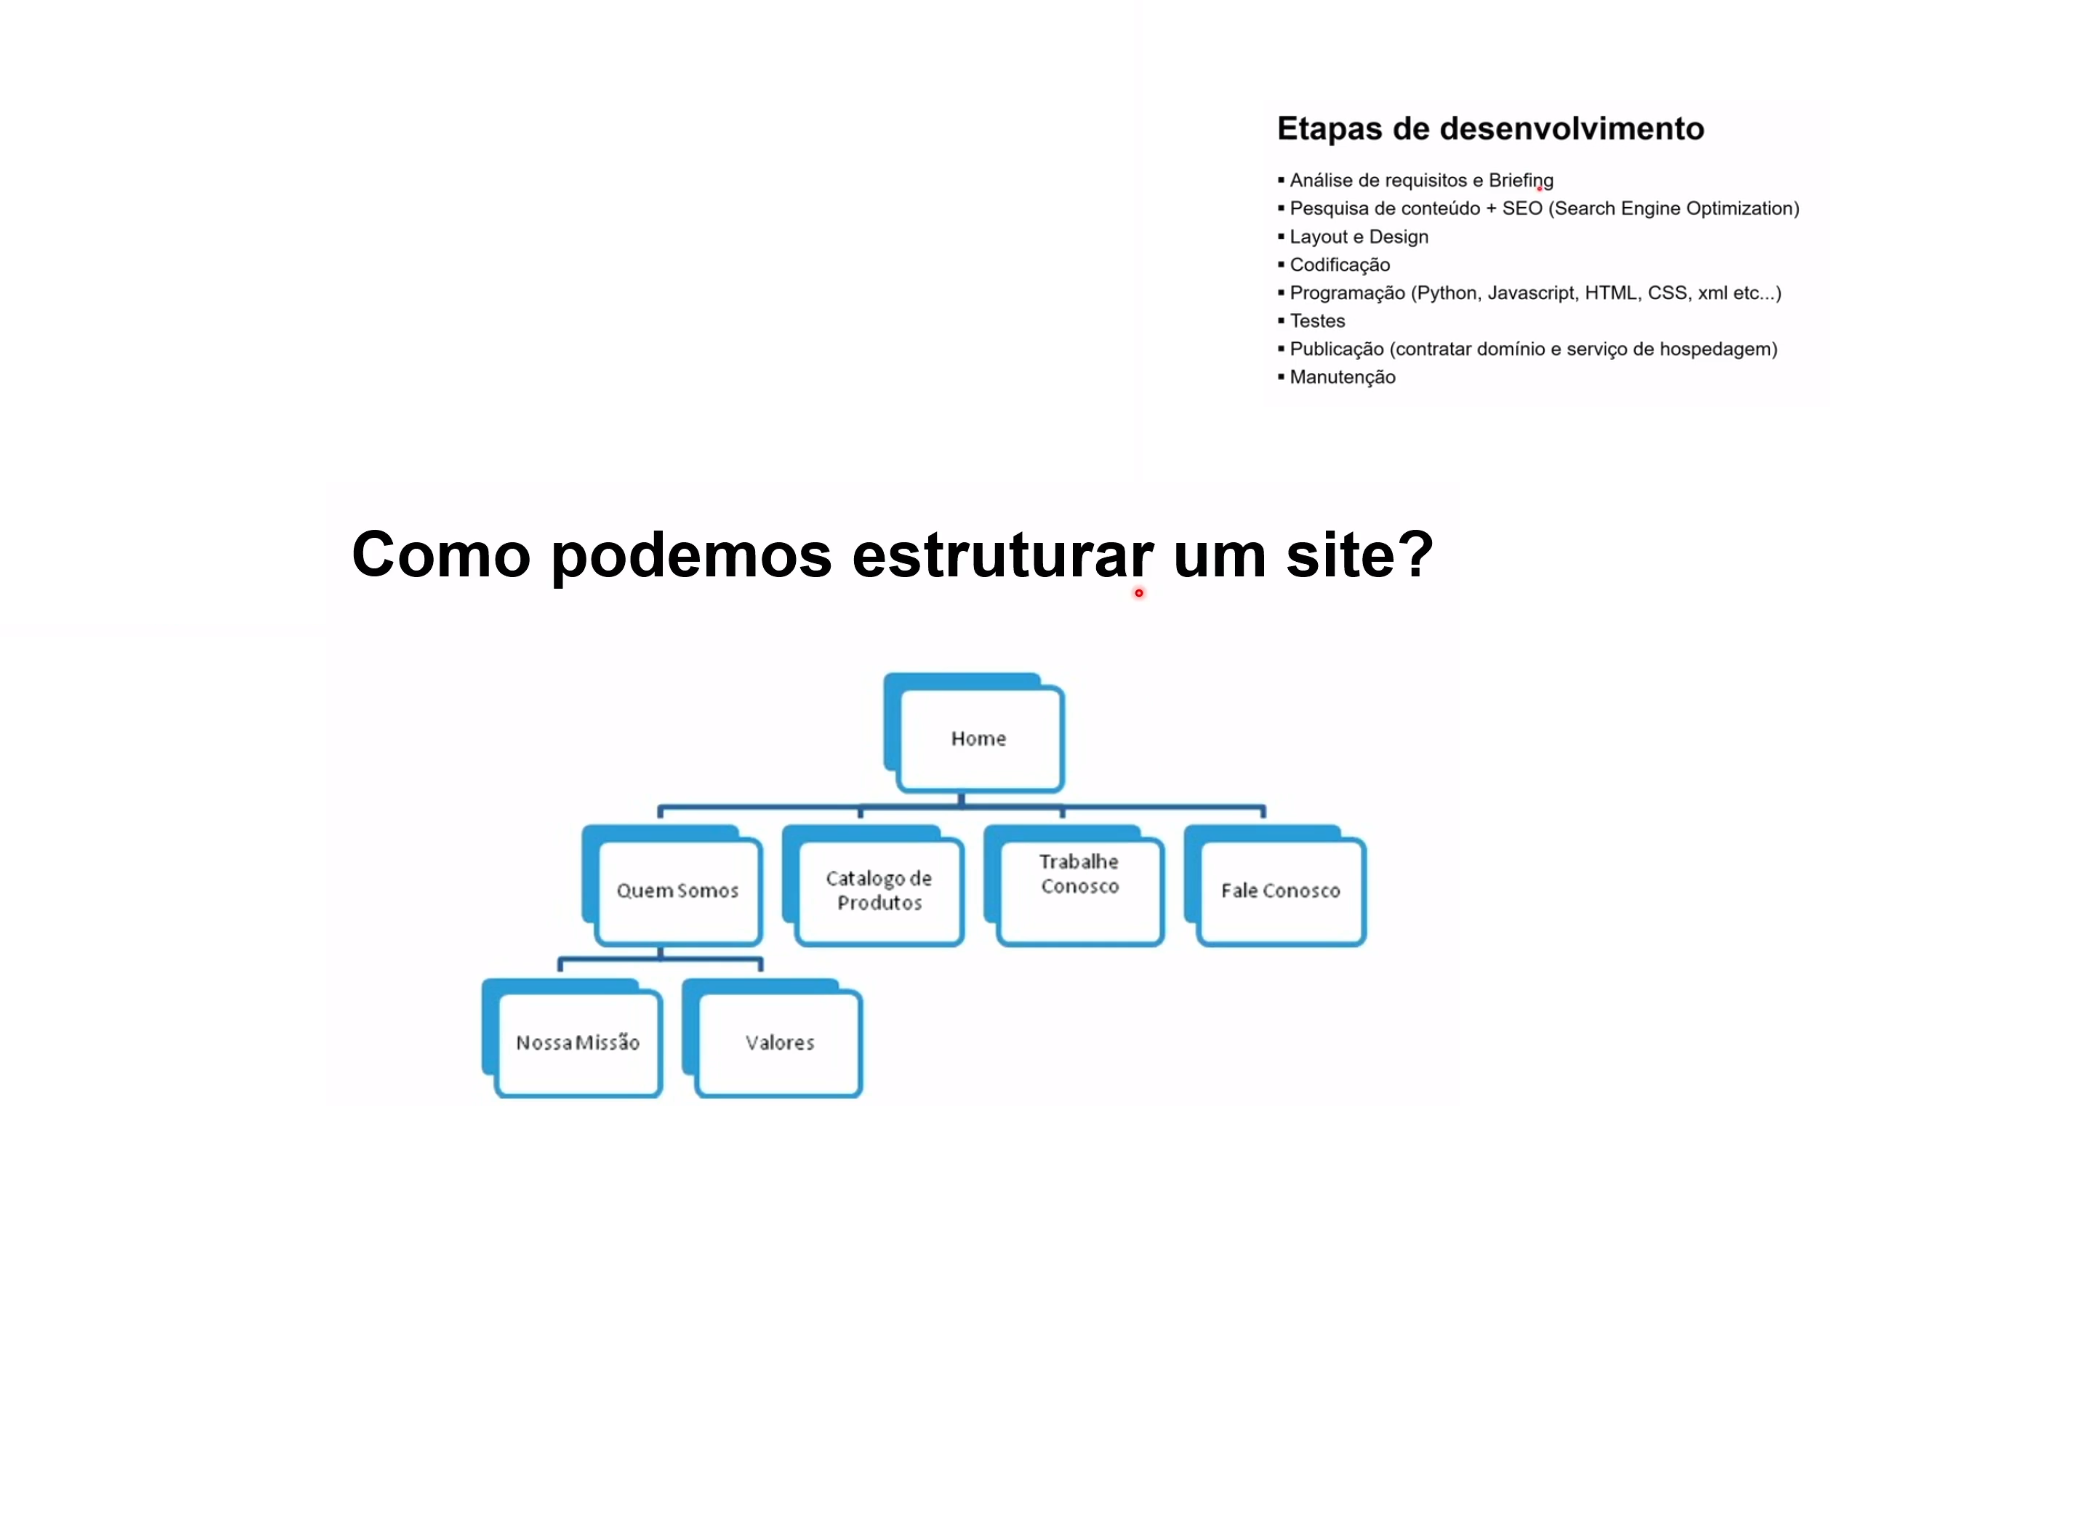 Etapas de desenvolvimento
▪ Análise de requisitos e Briefing
▪ Pesquisa de conteúdo + SEO (Search Engine Optimization)
▪ Layout e Design
▪ Codificação
▪ Programação (Python, Javascript, HTML, CSS, xml etc...)
▪ Testes
▪ Publicação (contratar domínio e serviço de hospedagem)
▪ Manutenção
Como podemos estruturar um site?
Home
Quem Somos
Catalogo de
Produtos
Trabalhe
Conosco
Fale Conosco
Nossa Missão
Valores